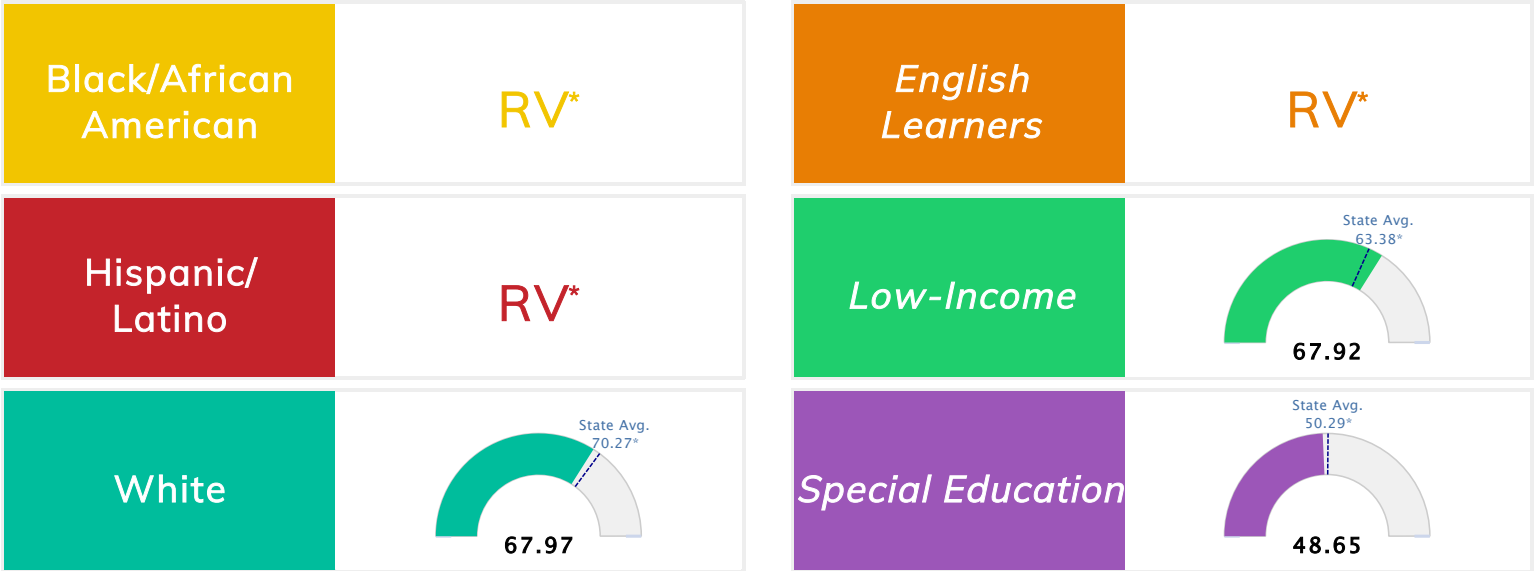 Black/African
American
RV*
English
Learners
RV*
Hispanic/
Latino
RV*
Low-Income
State Avg.
63.38*
67.92
White
State Avg.
70.27*
67.97
Special Education
State Avg.
50.29*
48.65